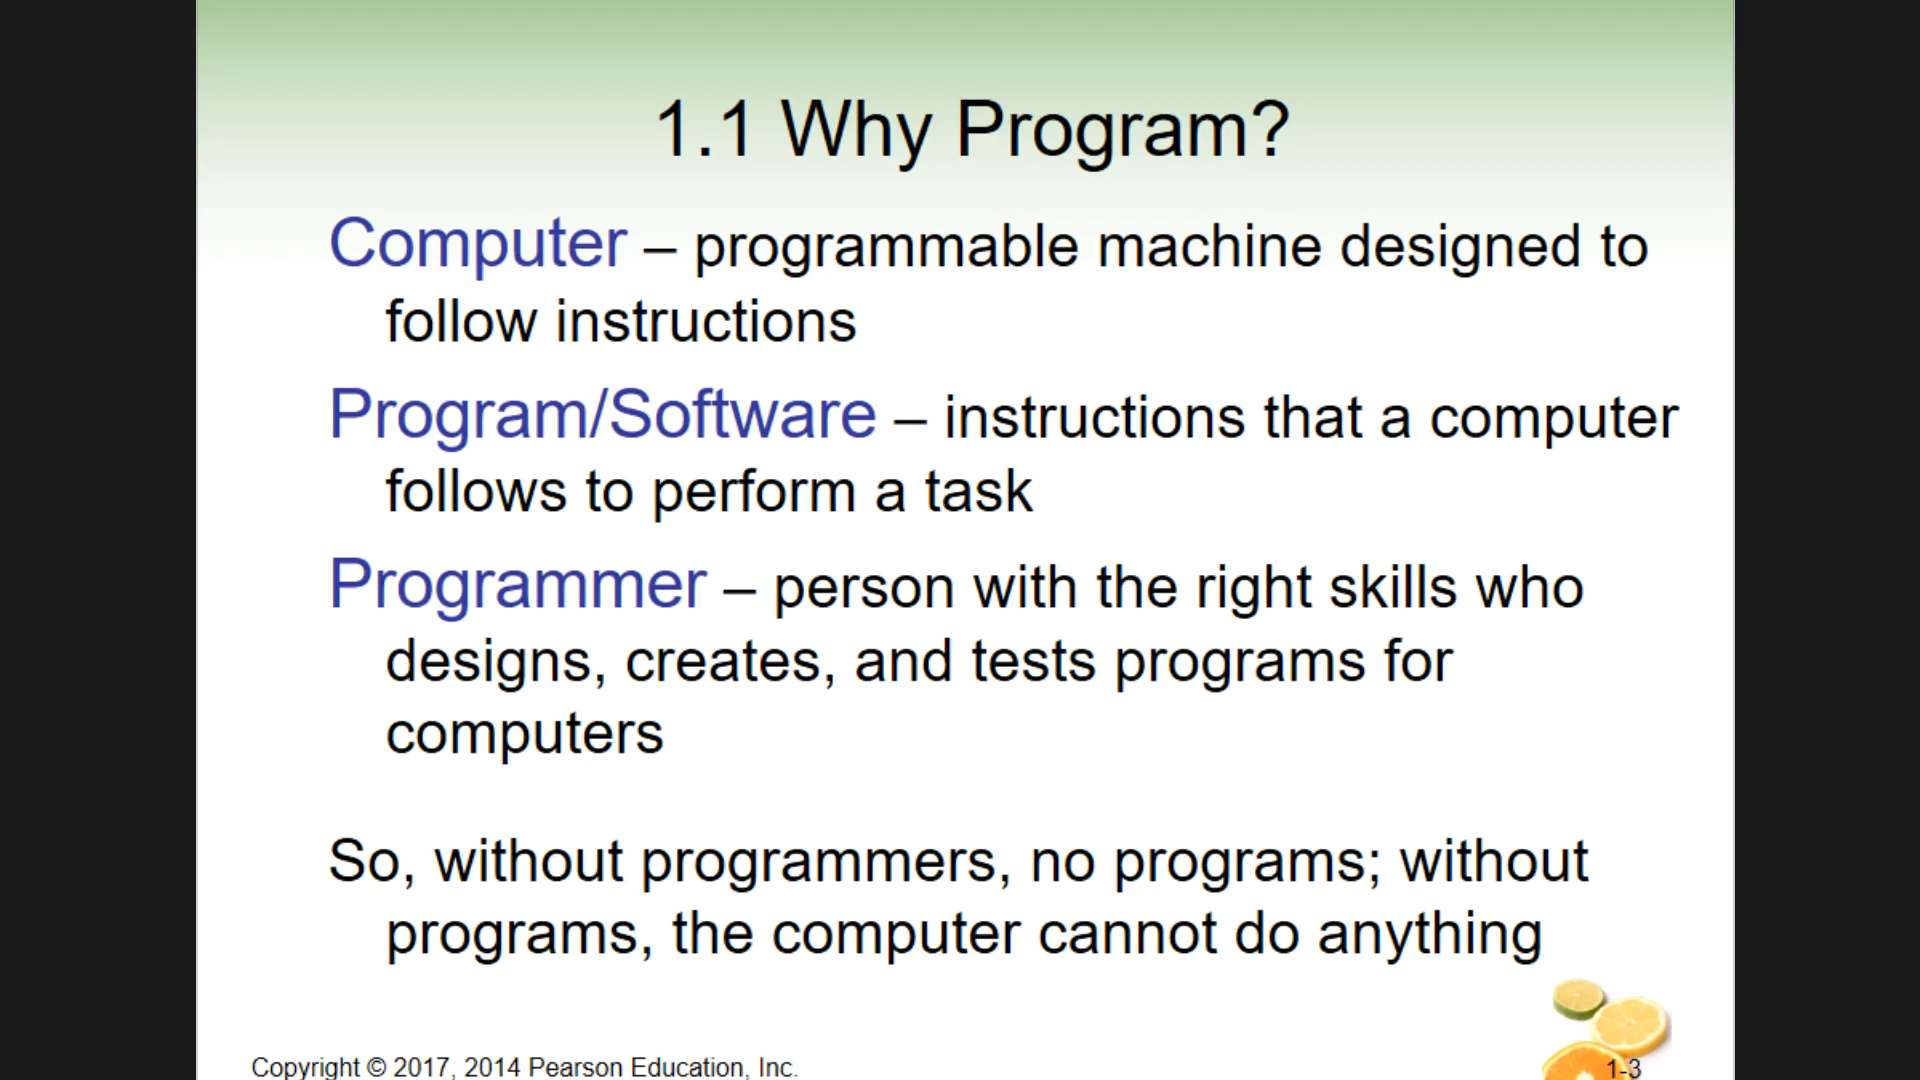 1.1 Why Program?
Computer – programmable machine designed to
follow instructions
Program/Software – instructions that a computer
follows to perform a task
Programmer – person with the right skills who
designs, creates, and tests programs for
computers
So, without programmers, no programs; without
programs, the computer cannot do anything
Copyright © 2017, 2014 Pearson Education, Inc.
1-3